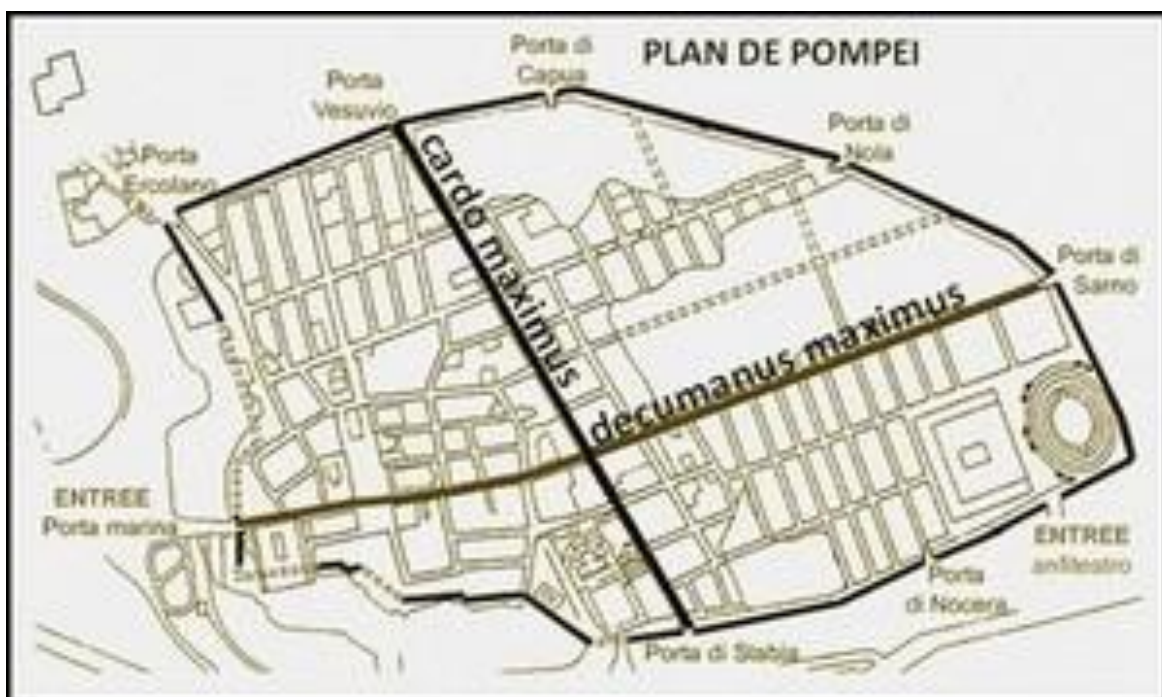 PLAN DE POMPEI
Porta di
Capua
Porta
Vesuvio
Porta di
Nola
Porta
Ercolano
cardo maximus
Porta di
Sarno
decumanus maximus
ENTREE
Porta marina
ENTREE
anfiteatro
Porta
di Nocera
Porta di Stabia